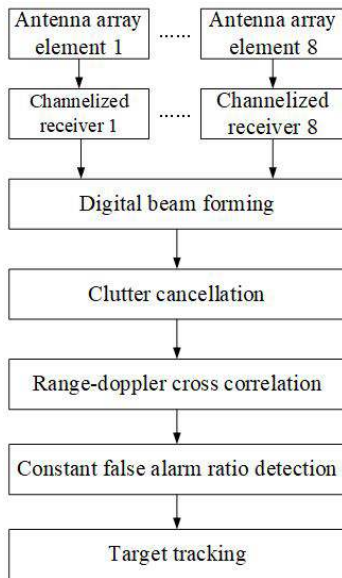 Antenna array
element 1
......
Antenna array
element 8
Channelized
receiver 1
......
Channelized
receiver 8
Digital beam forming
Clutter cancellation
Range-doppler cross correlation
Constant false alarm ratio detection
Target tracking